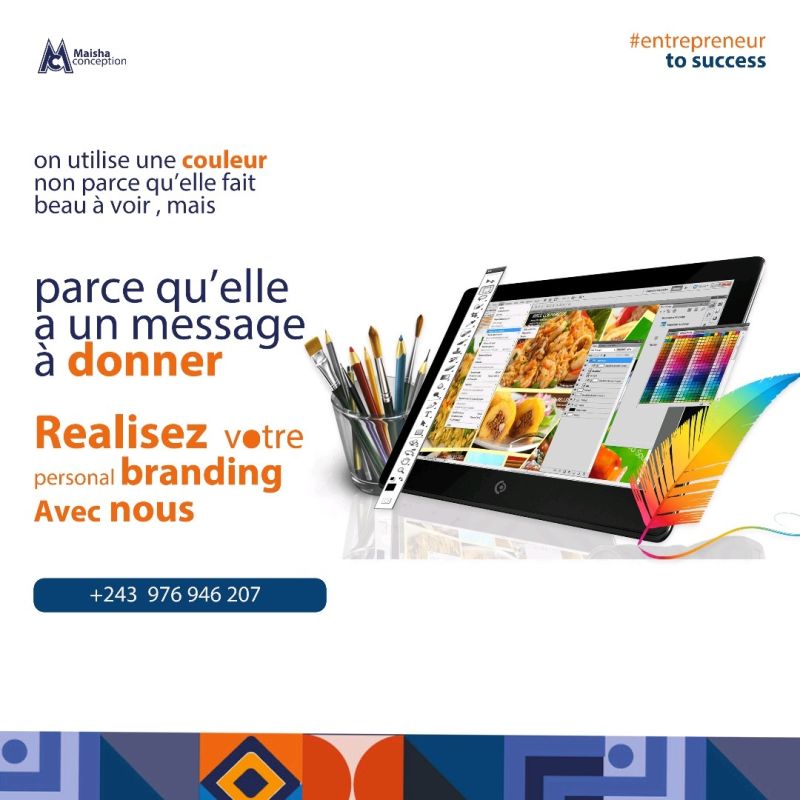 Maisha
conception
#entrepreneur
to success
on utilise une couleur
non parce qu'elle fait
beau à voir , mais
parce qu'elle
a un message
à donner
Realisez votre
personal branding
Avec nous
+243 976 946 207